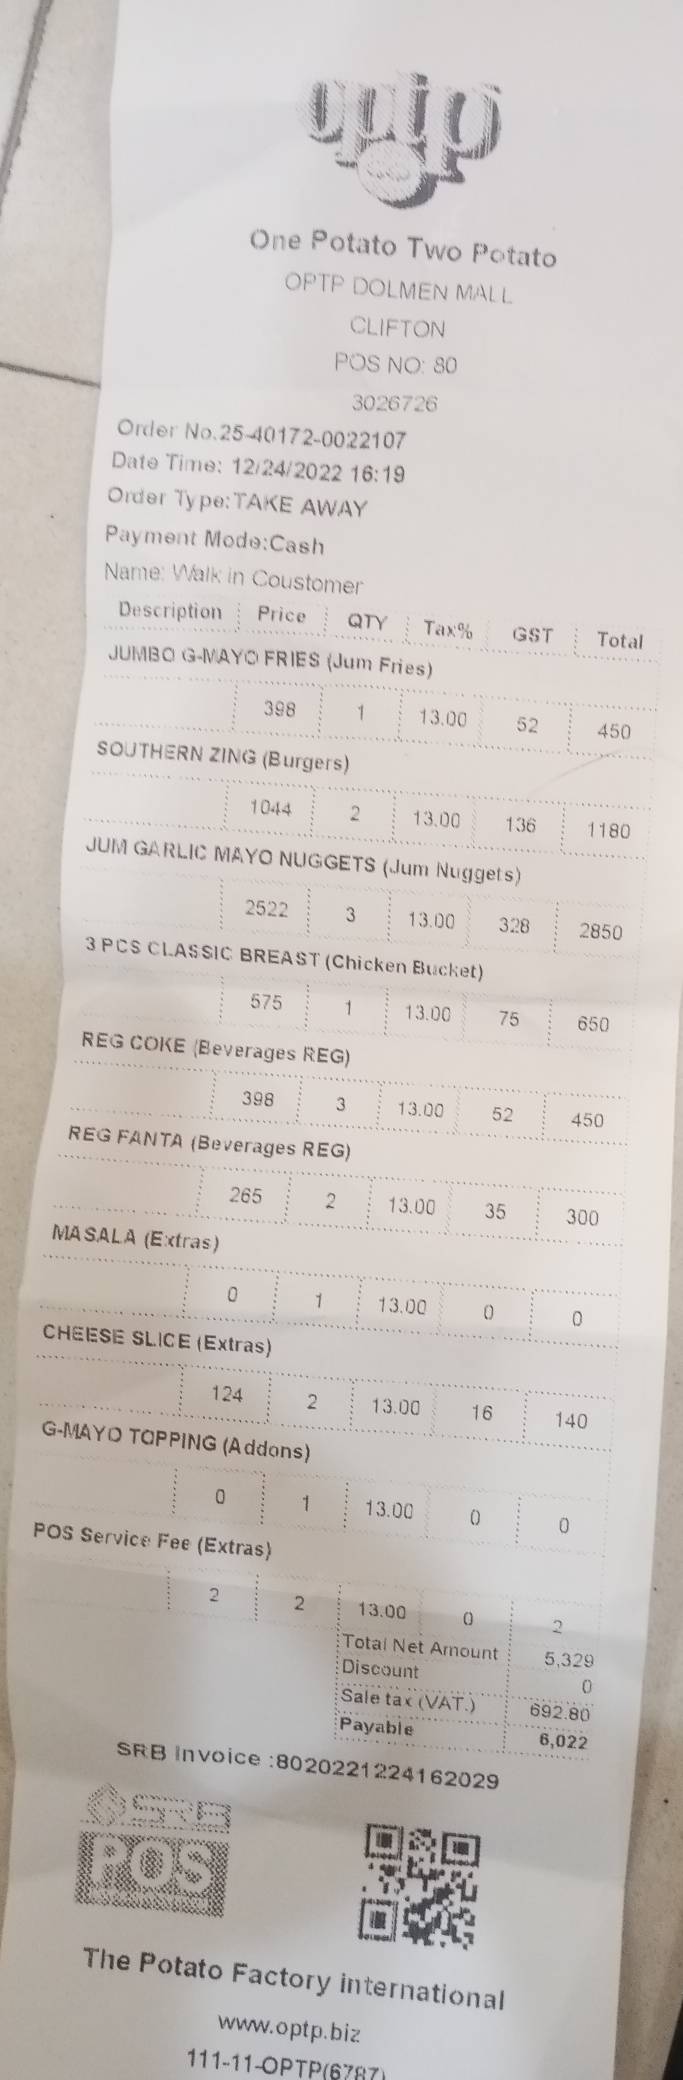 optp
One Potato Two Potato
OPTP DOLMEN MALL
CLIFTON
POS NO: 80
3026726
Order No.25-40172-0022107
Date Time: 12/24/2022 16:19
Order Type:TAKE AWAY
Payment Mode:Cash
Name: Walk in Coustomer
Description Price QTY Tax% GST Total
JUMBO G-MAYO FRIES (Jum Fries)
398 1 13.00 52 450
SOUTHERN ZING (Burgers)
1044 2 13.00 136 1180
JUM GARLIC MAYO NUGGETS (Jum Nuggets)
2522 3 13.00 328 2850
3 PCS CLASSIC BREAST (Chicken Bucket)
575 1 13.00 75 650
REG COKE (Beverages REG)
398 3 13.00 52 450
REG FANTA (Beverages REG)
265 2 13.00 35 300
MASALA (Extras)
0 1 13.00 0 0
CHEESE SLICE (Extras)
124 2 13.00 16 140
G-MAYO TOPPING (Addons)
0 1 13.00 0 0
POS Service Fee (Extras)
2 2 13.00 0 2
Total Net Amount 5,329
Discount 0
Sale tax (VAT.) 692.80
Payable 6,022
SRB Invoice :8020221224162029
SRB
POS
The Potato Factory international
www.optp.biz
111-11-OPTP(6787)